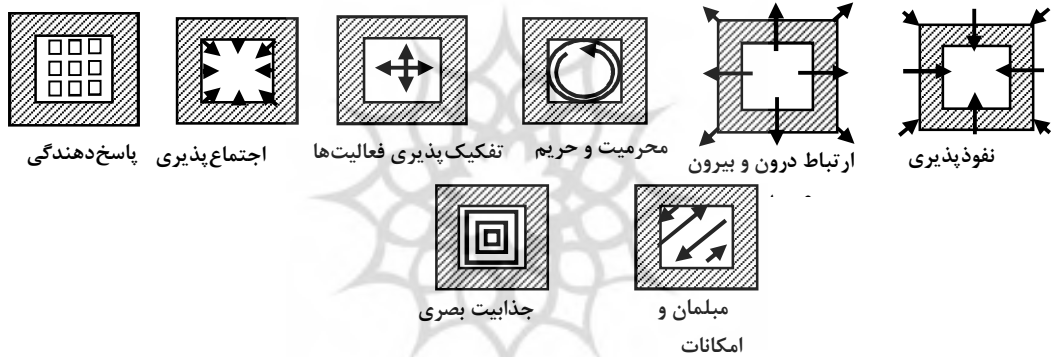 نفوذپذیری
ارتباط درون و بیرون
محرمیت و حریم
تفکیک‌پذیری فعالیت‌ها
اجتماع‌پذیری
پاسخ‌دهندگی
مبلمان و
امکانات
جذابیت بصری